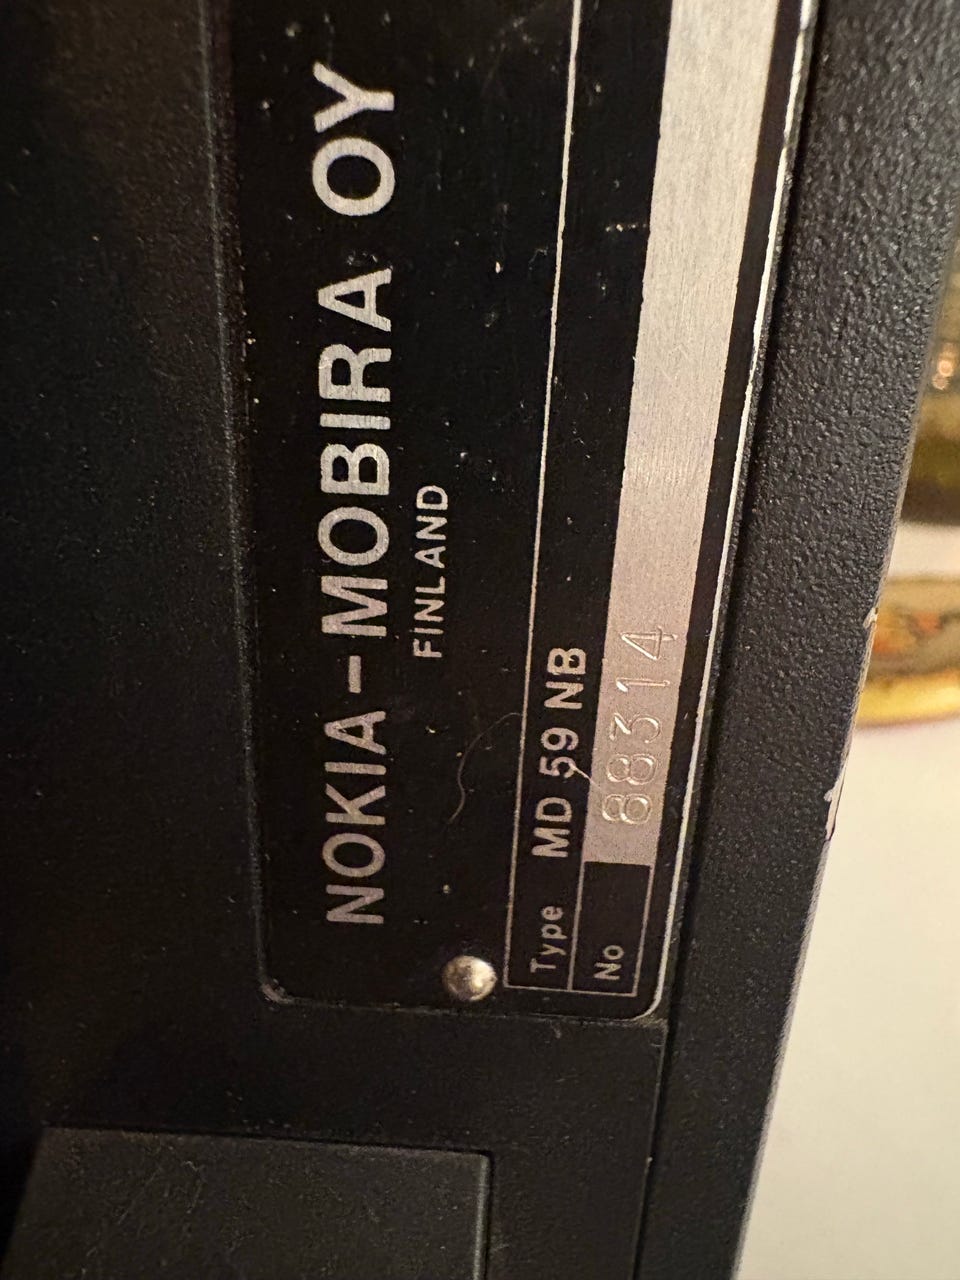 NOKIA-MOBIRA OY
FINLAND
Type MD 59 NB
No 88314